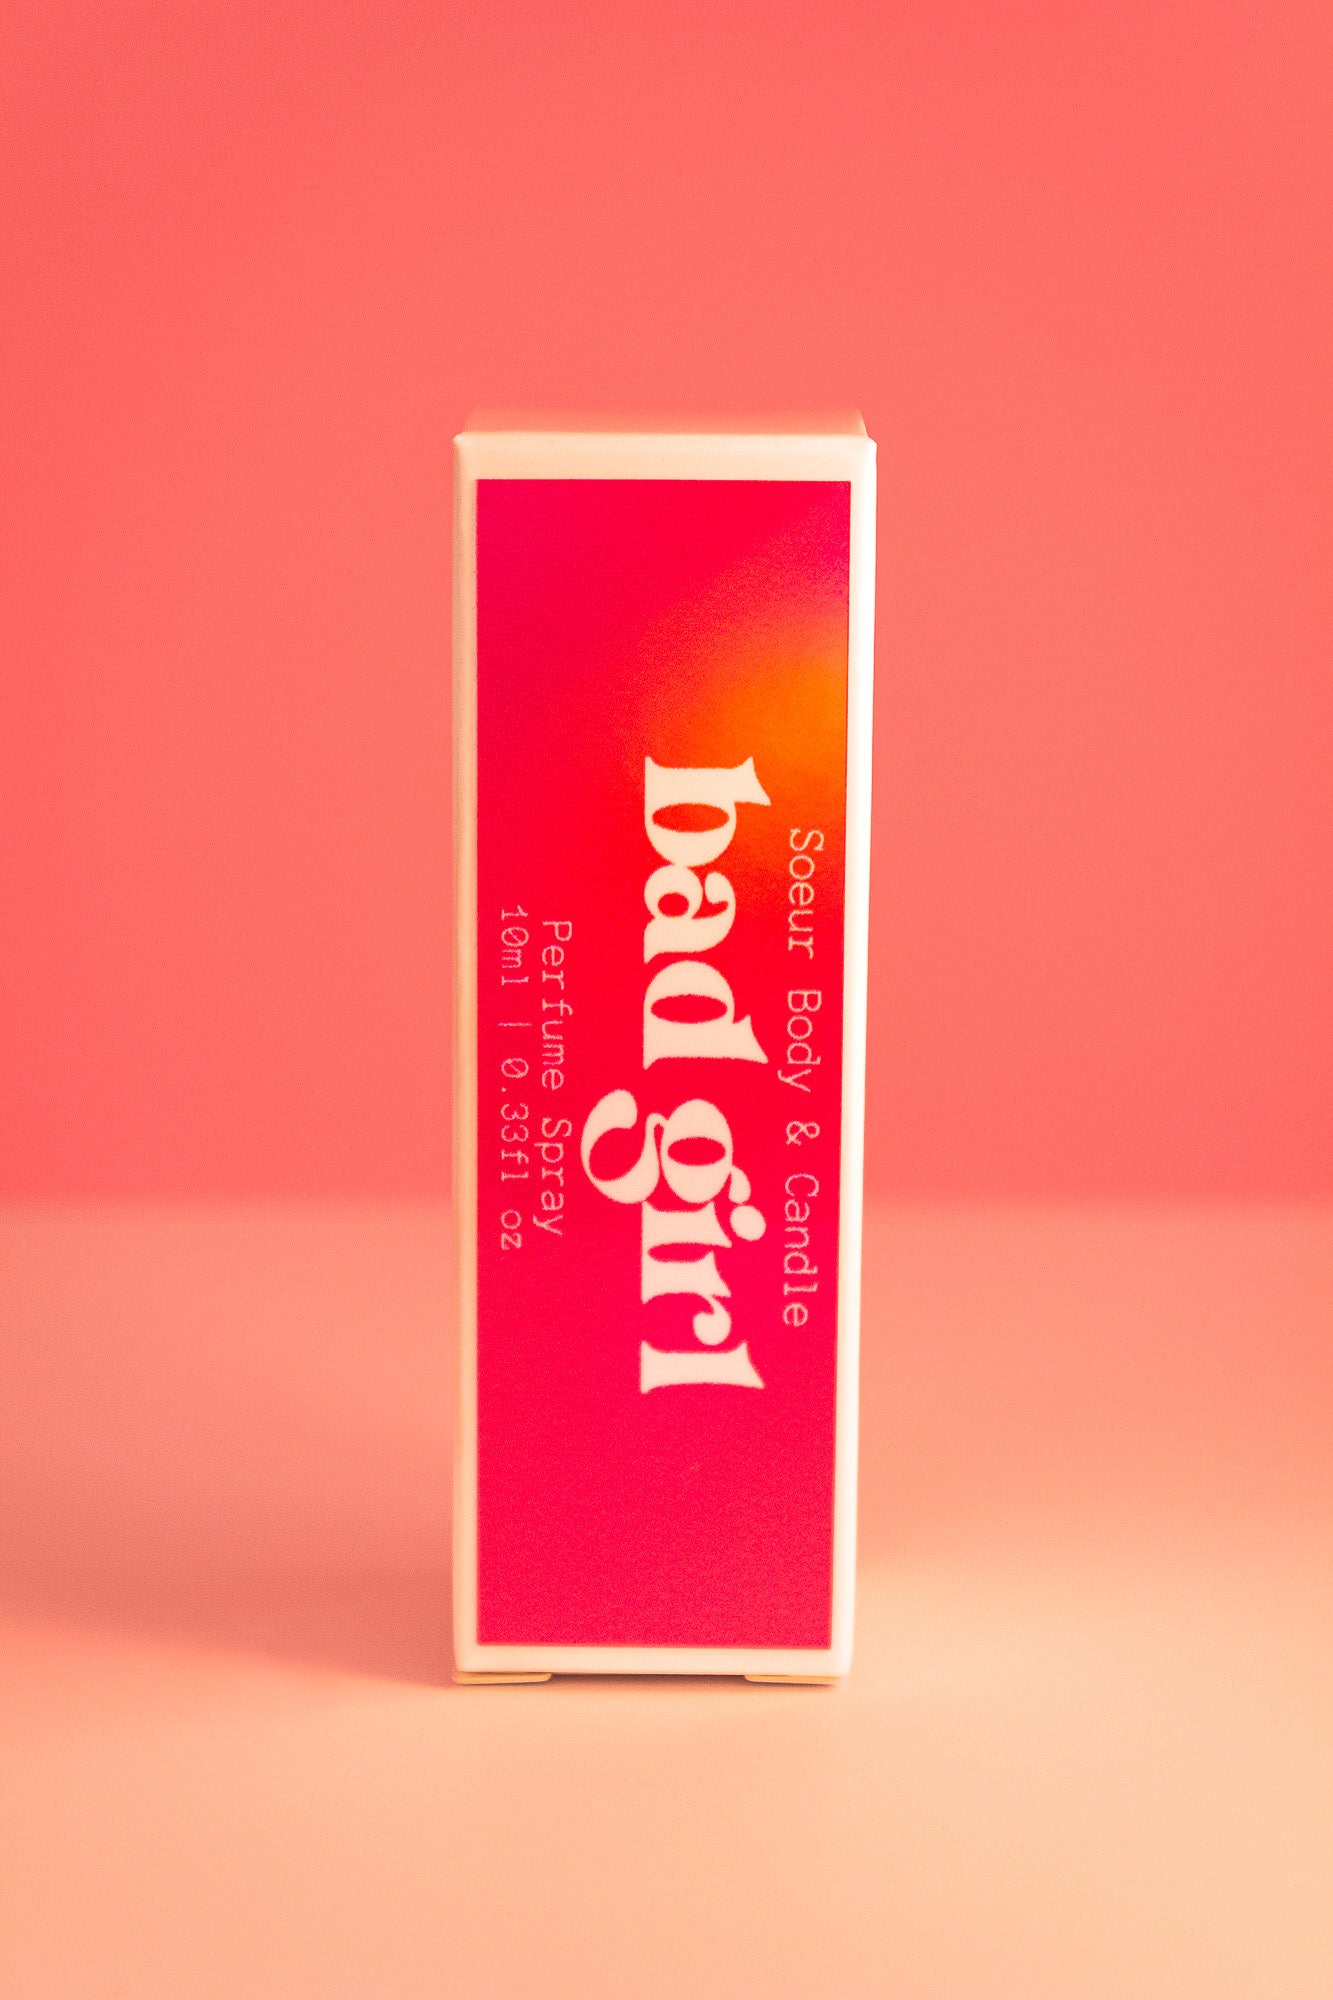 Soeur Body & Candle
bad girl
Perfume Spray
10ml | 0.33fl oz